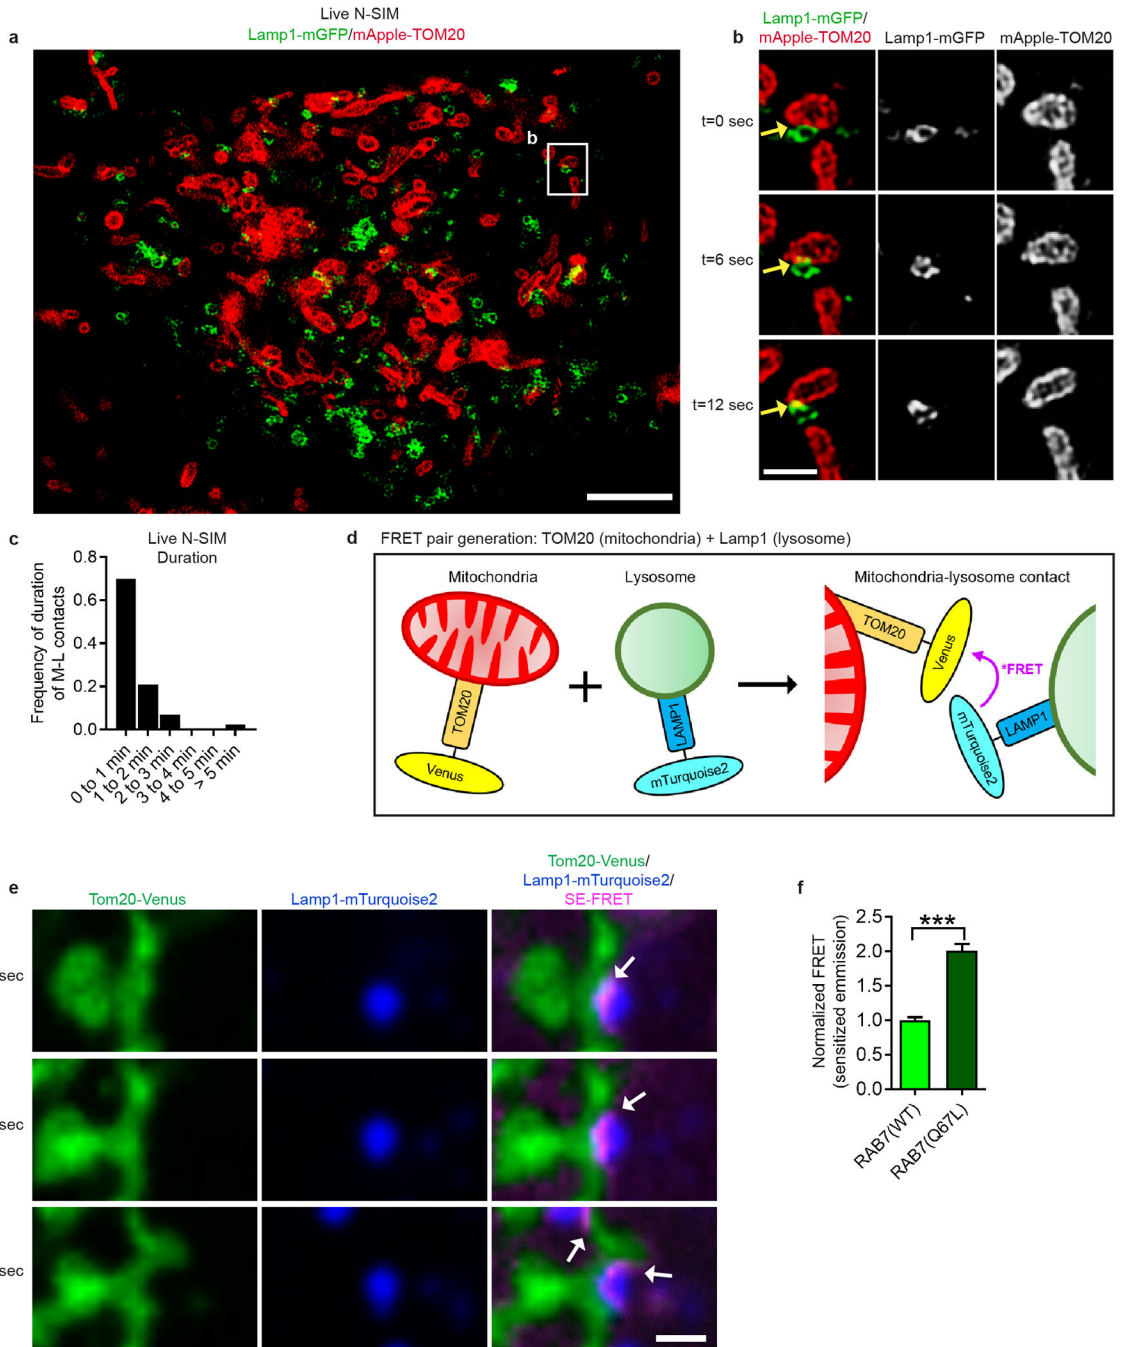 Live N-SIM
Lamp1-mGFP/mApple-TOM20
a
b
b
Lamp1-mGFP/
mApple-TOM20
Lamp1-mGFP
mApple-TOM20
t=0 sec
t=6 sec
t=12 sec
c
Live N-SIM
Duration
Frequency of duration
of M-L contacts
0.8
0.6
0.4
0.2
0.0
0 to 1 min
1 to 2 min
2 to 3 min
3 to 4 min
4 to 5 min
> 5 min
d
FRET pair generation: TOM20 (mitochondria) + Lamp1 (lysosome)
Mitochondria
Lysosome
Mitochondria-lysosome contact
TOM20
Venus
+
LAMP1
mTurquoise2
TOM20
Venus
*FRET
mTurquoise2
LAMP1
e
Tom20-Venus
Lamp1-mTurquoise2
Tom20-Venus/
Lamp1-mTurquoise2/
SE-FRET
sec
sec
sec
f
Normalized FRET
(sensitized emmission)
2.5
2.0
1.5
1.0
0.5
0.0
***
RAB7(WT)
RAB7(Q67L)